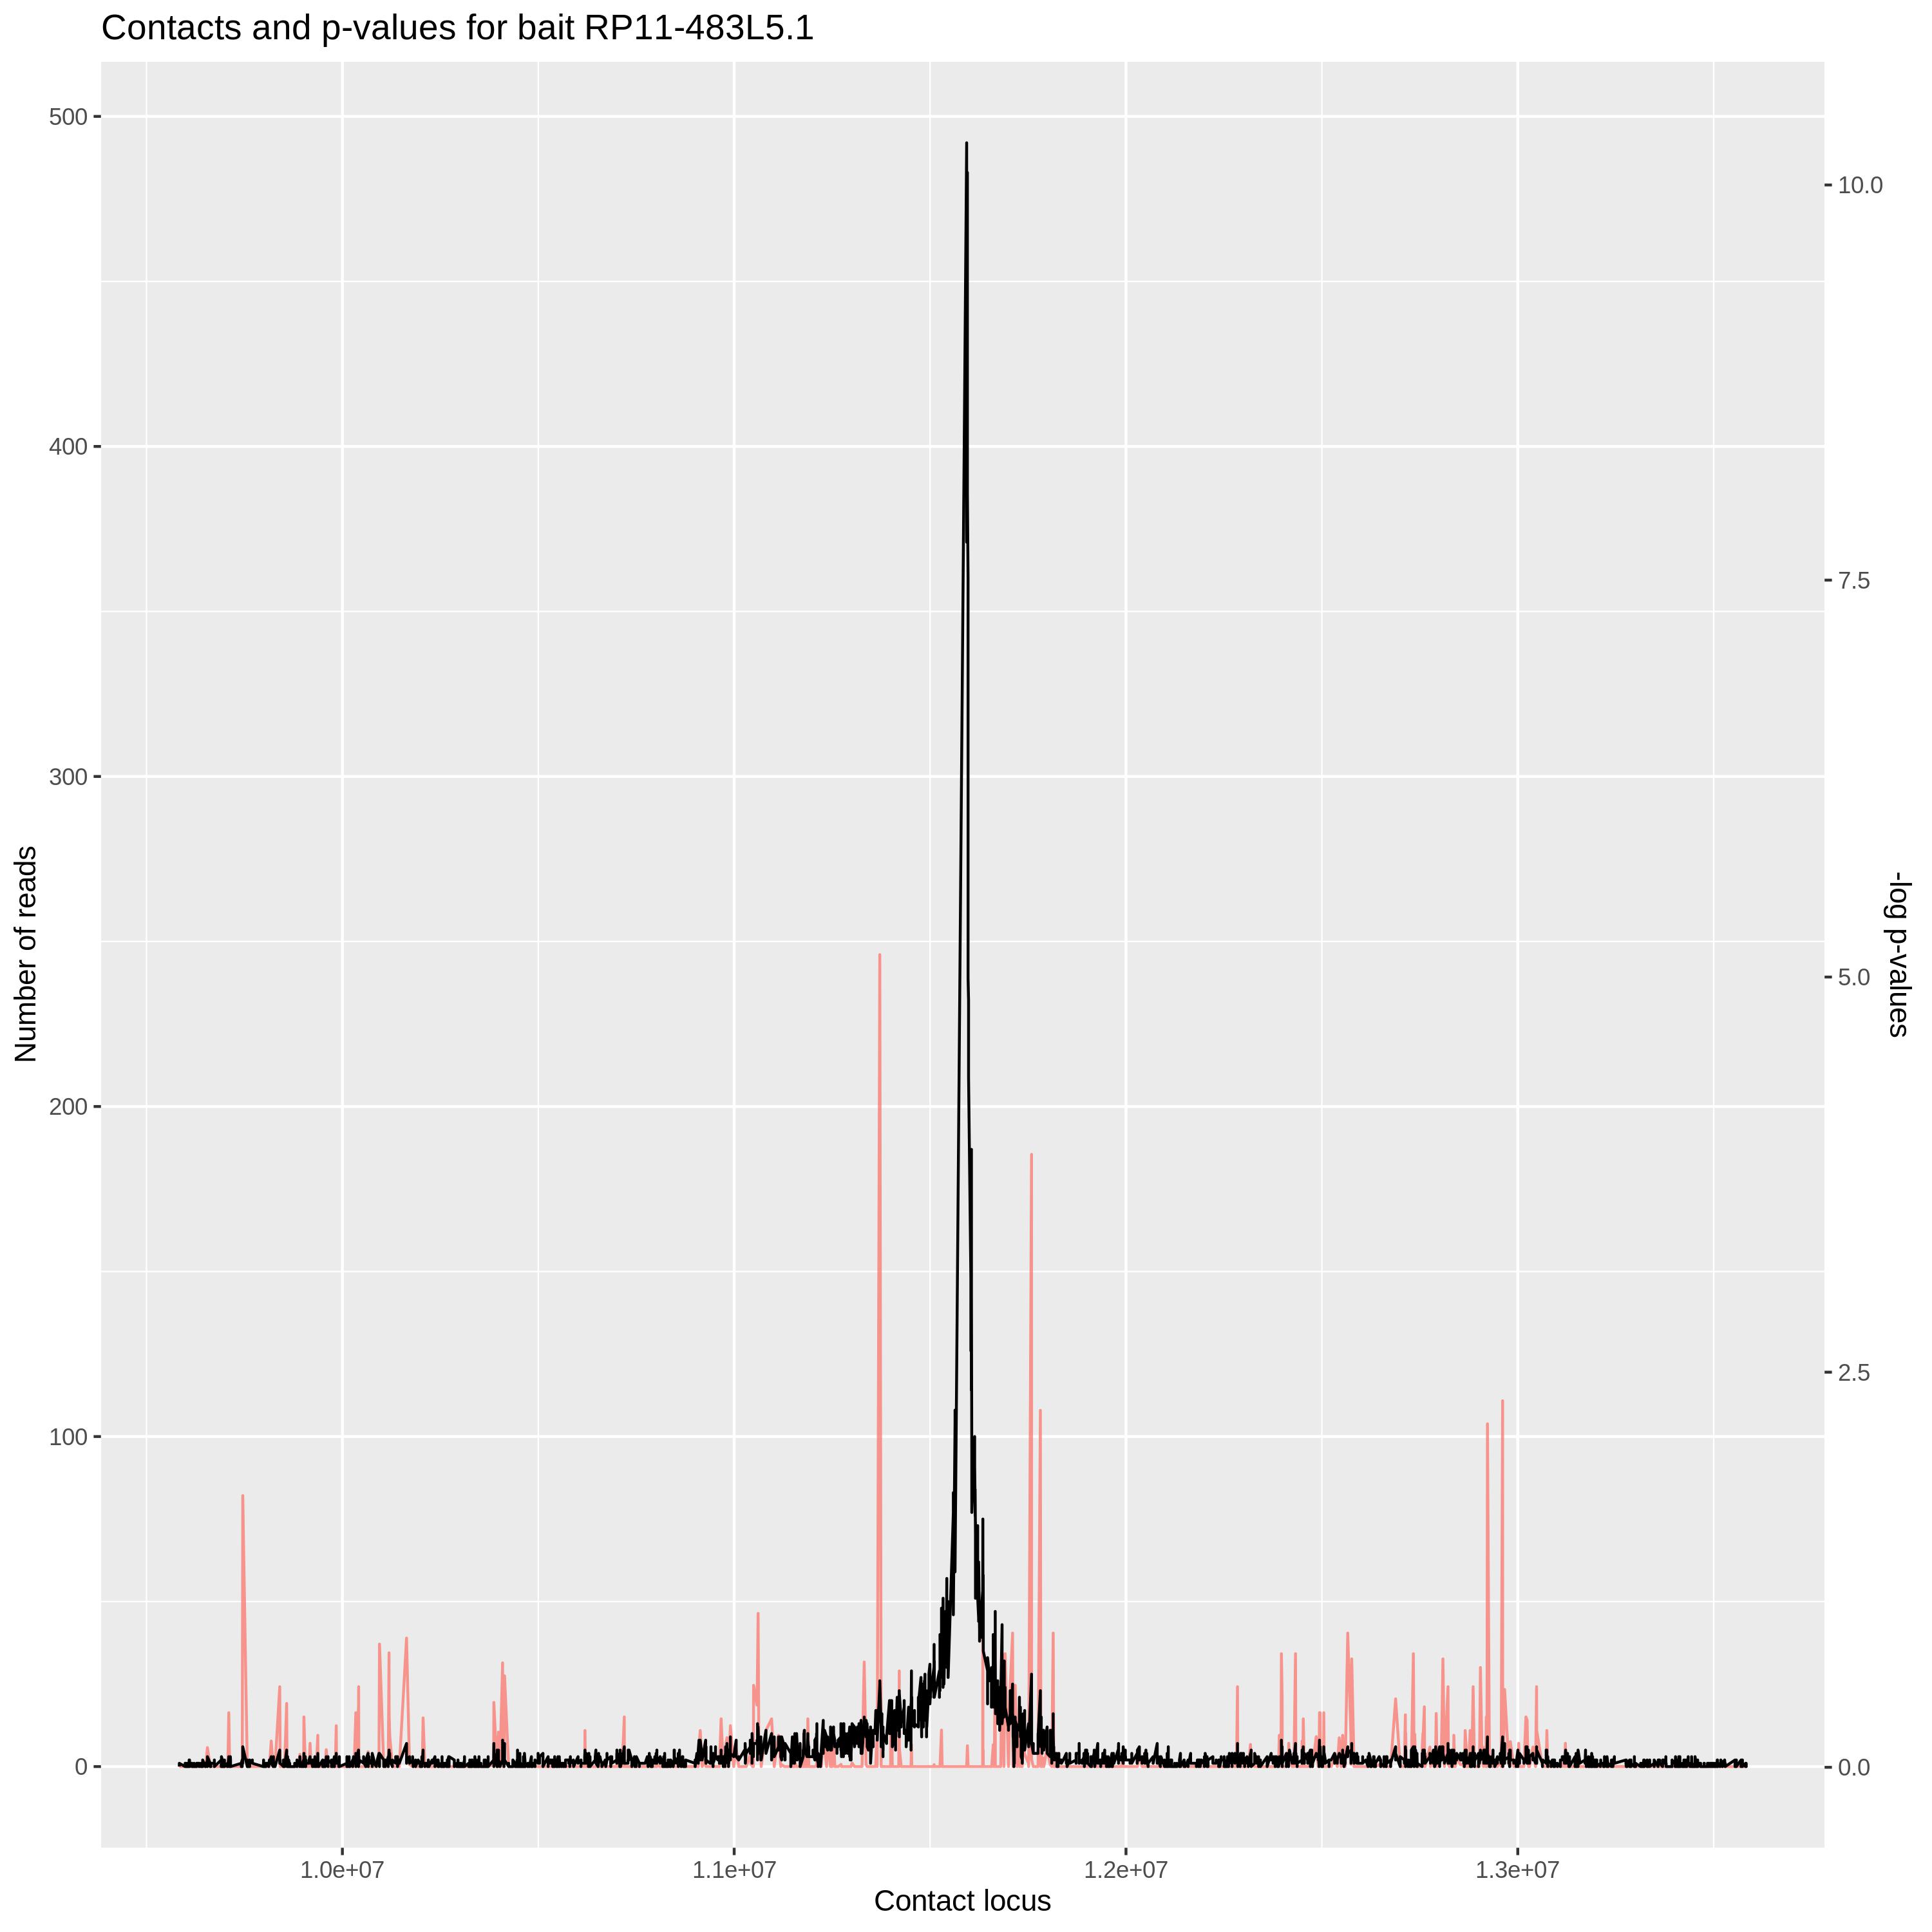 Contacts and p-values for bait RP11-483L5.1
500
400
300
200
100
0
Number of reads
10.0
7.5
5.0
2.5
0.0
-log p-values
1.0e+07
1.1e+07
1.2e+07
1.3e+07
Contact locus